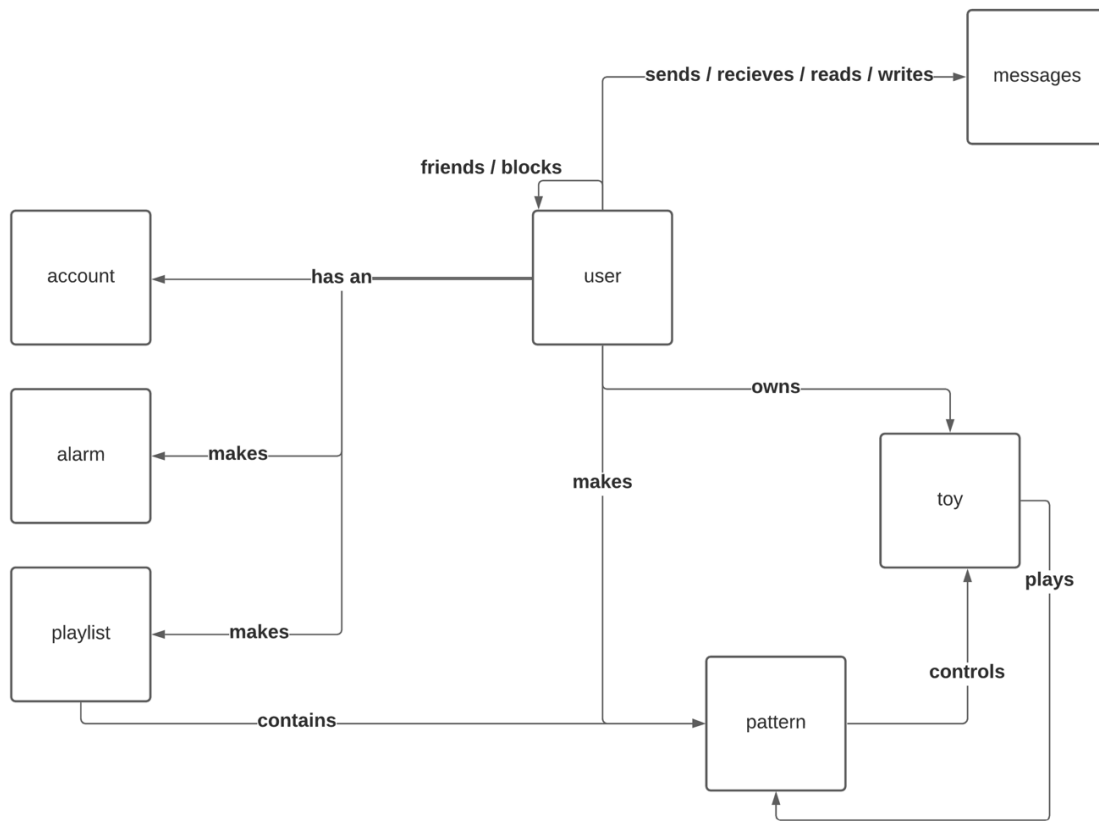 sends / recieves / reads / writes
messages
friends / blocks
account
has an
user
owns
alarm
makes
makes
toy
plays
playlist
makes
controls
contains
pattern